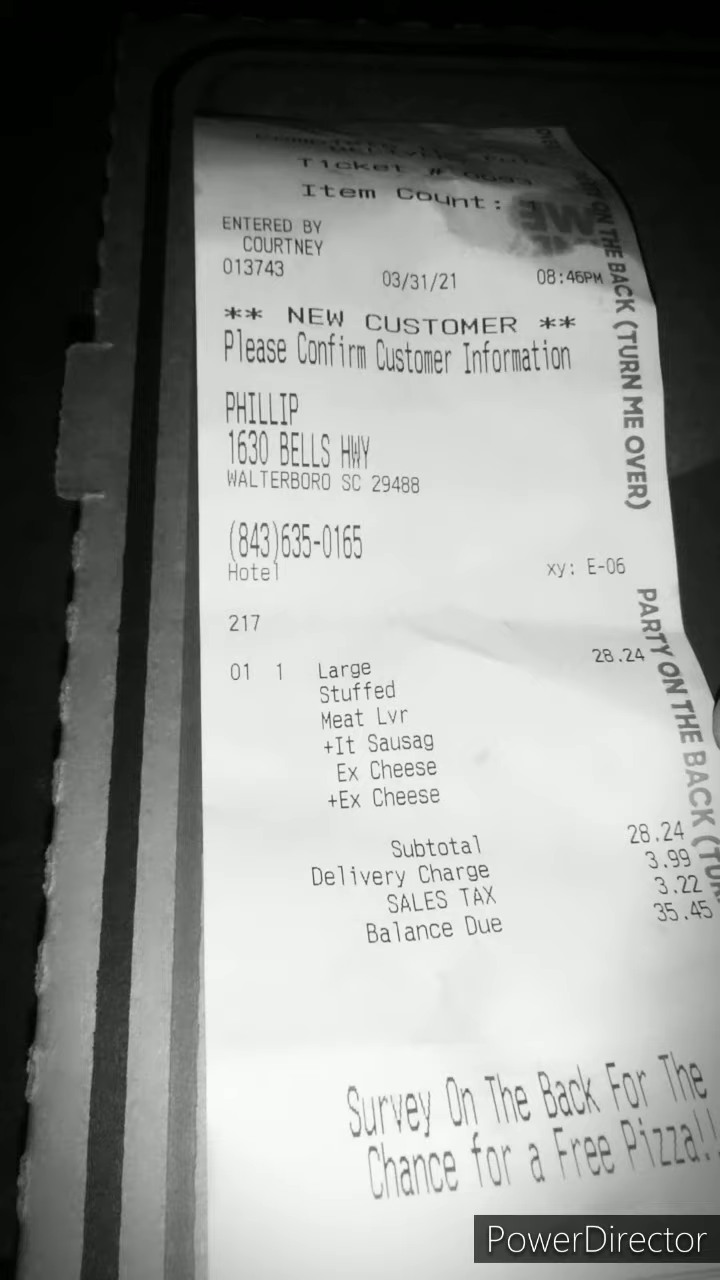 Ticket #
Item Count:
ENTERED BY
COURTNEY
013743 03/31/21 08:46PM
** NEW CUSTOMER **
Please Confirm Customer Information
PHILLIP
1630 BELLS HWY
WALTERBORO SC 29488
(843)635-0165
Hotel xy: E-06
217
01 1 Large 28.24
Stuffed
Meat Lvr
+It Sausag
Ex Cheese
+Ex Cheese
Subtotal 28.24
Delivery Charge 3.99
SALES TAX 3.22
Balance Due 35.45
Survey On The Back For The
Chance for a Free Pizza!!
ON THE BACK (TURN ME OVER)
PARTY ON THE BACK (TUR
PowerDirector